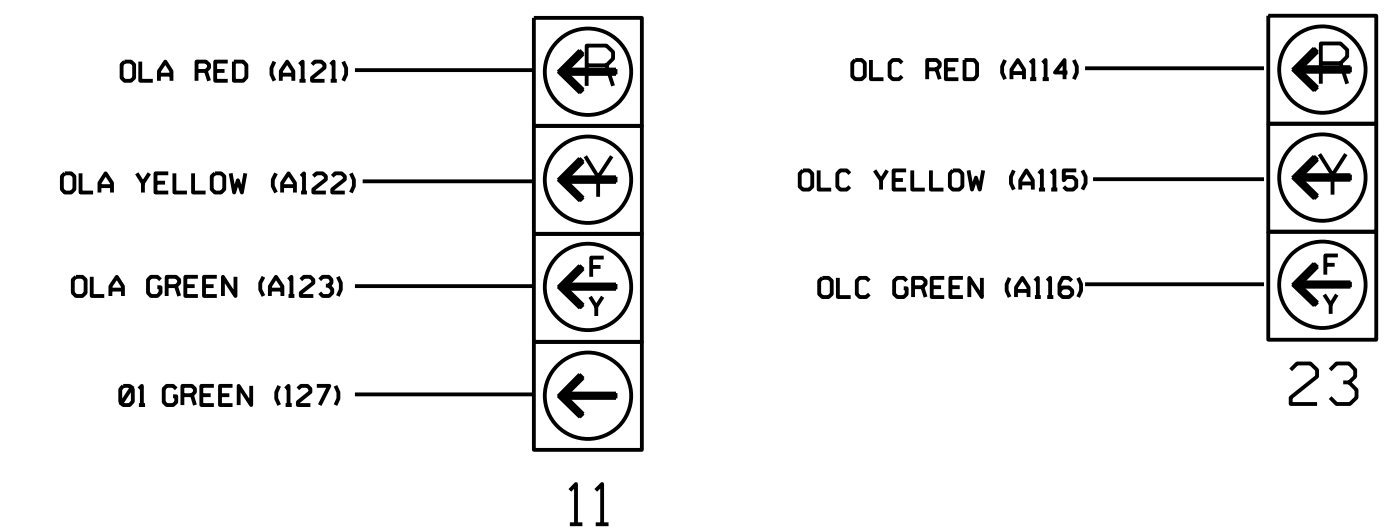 OLA RED (A121)
R
OLA YELLOW (A122)
Y
OLA GREEN (A123)
F
Y
Ø1 GREEN (127)
11
OLC RED (A114)
R
OLC YELLOW (A115)
Y
OLC GREEN (A116)
F
Y
23